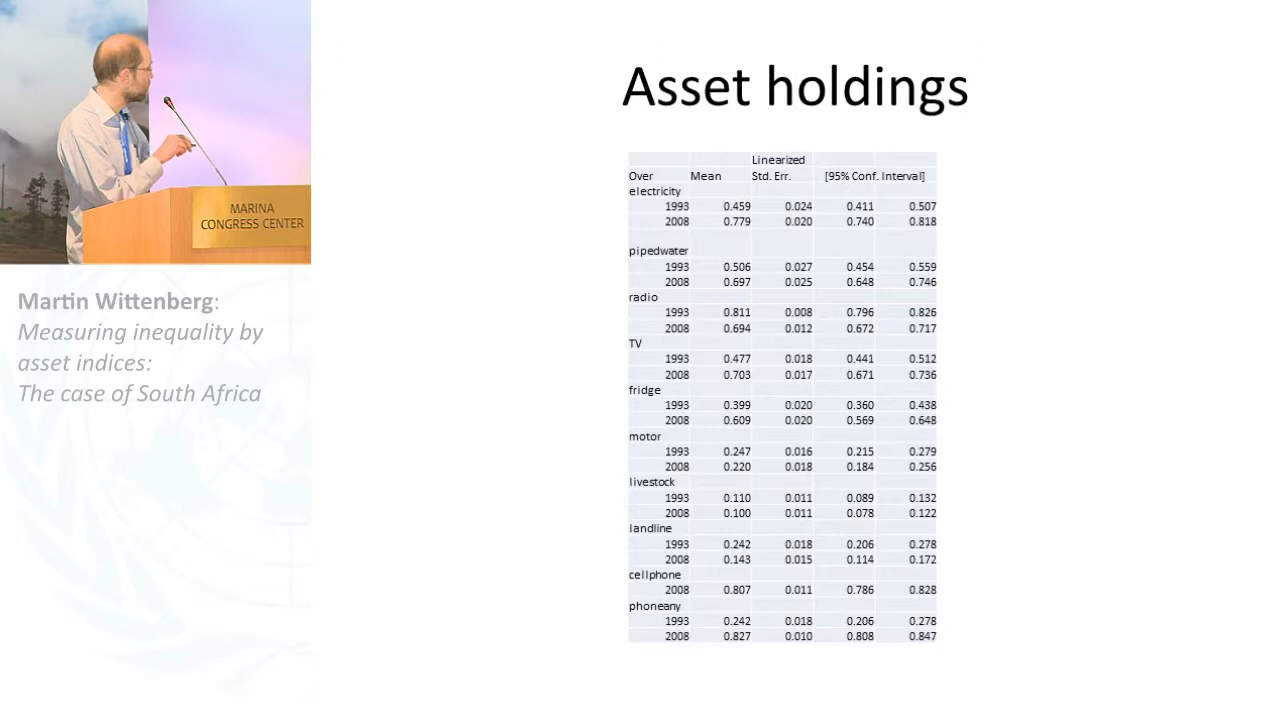 MARINA
CONGRESS CENTER
Martin Wittenberg:
Measuring inequality by
asset indices:
The case of South Africa
Asset holdings
Linearized
Over Mean Std. Err. [95% Conf. Interval]
electricity
1993 0.459 0.024 0.411 0.507
2008 0.779 0.020 0.740 0.818
pipedwater
1993 0.506 0.027 0.454 0.559
2008 0.697 0.025 0.648 0.746
radio
1993 0.811 0.008 0.796 0.826
2008 0.694 0.012 0.672 0.717
TV
1993 0.477 0.018 0.441 0.512
2008 0.703 0.017 0.671 0.736
fridge
1993 0.399 0.020 0.360 0.438
2008 0.609 0.020 0.569 0.648
motor
1993 0.247 0.016 0.215 0.279
2008 0.220 0.018 0.184 0.256
livestock
1993 0.110 0.011 0.089 0.132
2008 0.100 0.011 0.078 0.122
landline
1993 0.242 0.018 0.206 0.278
2008 0.143 0.015 0.114 0.172
cellphone
2008 0.807 0.011 0.786 0.828
phoneany
1993 0.242 0.018 0.206 0.278
2008 0.827 0.010 0.808 0.847